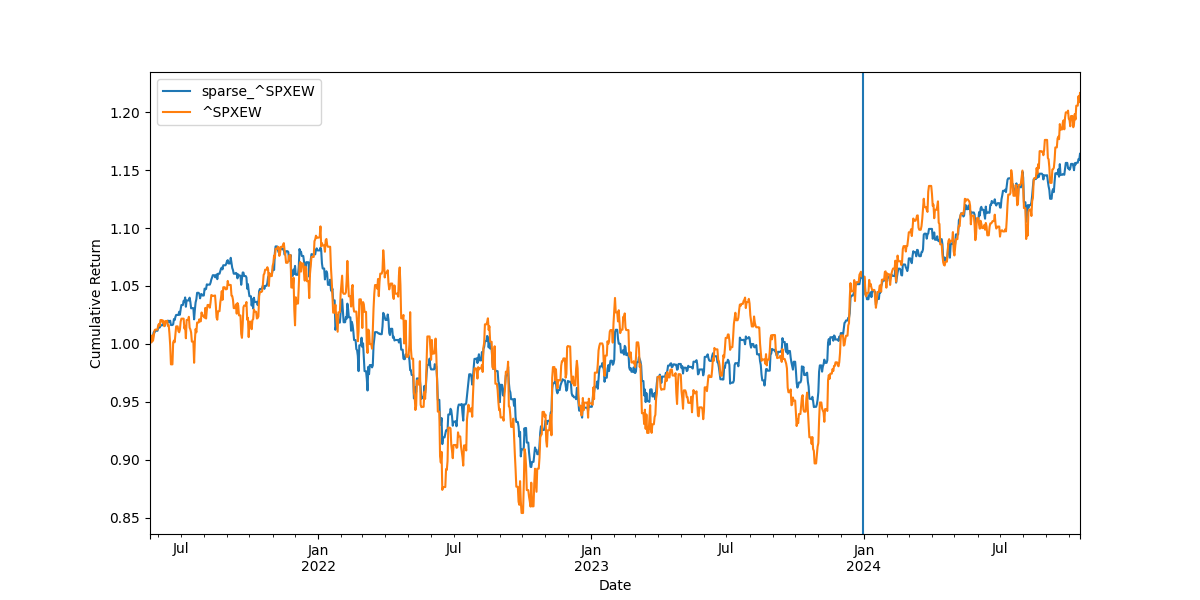 sparse_^SPXEW
^SPXEW
1.20
1.15
1.10
1.05
1.00
0.95
0.90
0.85
Cumulative Return
Jul
Jan
2022
Jul
Jan
2023
Jul
Jan
2024
Jul
Date